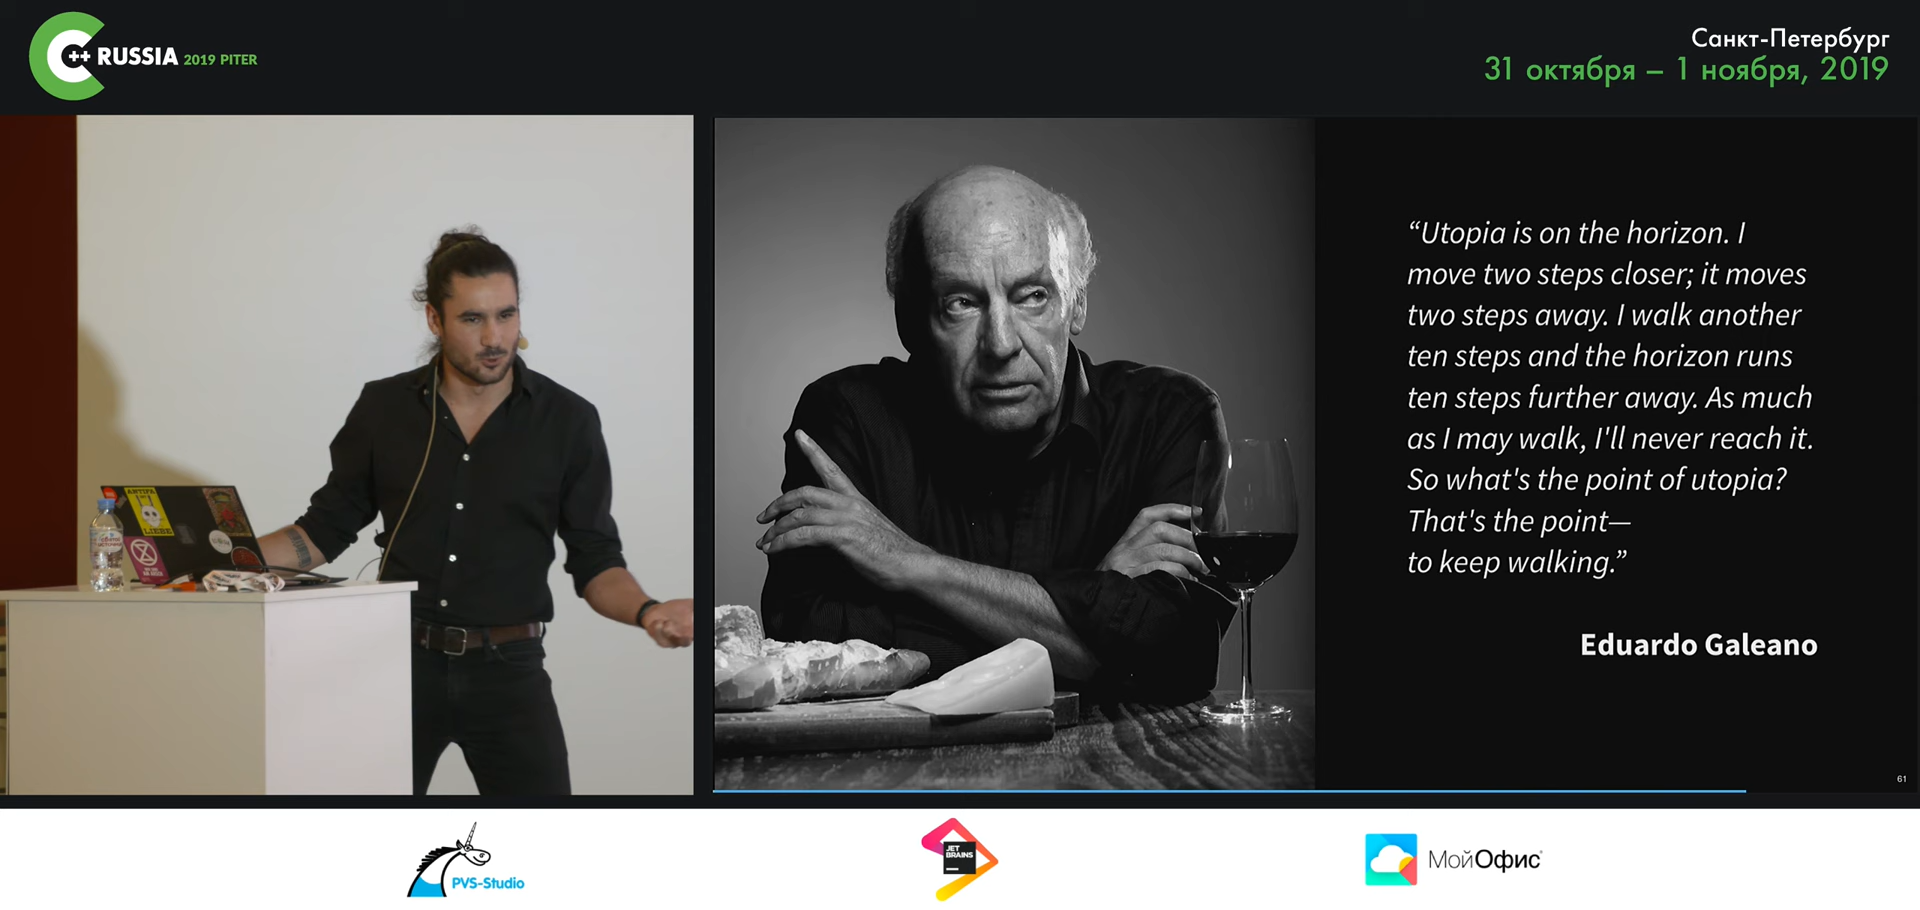 C++ RUSSIA 2019 PITER
Санкт-Петербург
31 октября – 1 ноября, 2019
“Utopia is on the horizon. I
move two steps closer; it moves
two steps away. I walk another
ten steps and the horizon runs
ten steps further away. As much
as I may walk, I'll never reach it.
So what's the point of utopia?
That's the point—
to keep walking.”
Eduardo Galeano
61
ANTIFA
LIEBE
PVS-Studio
JET
BRAINS
МойОфис